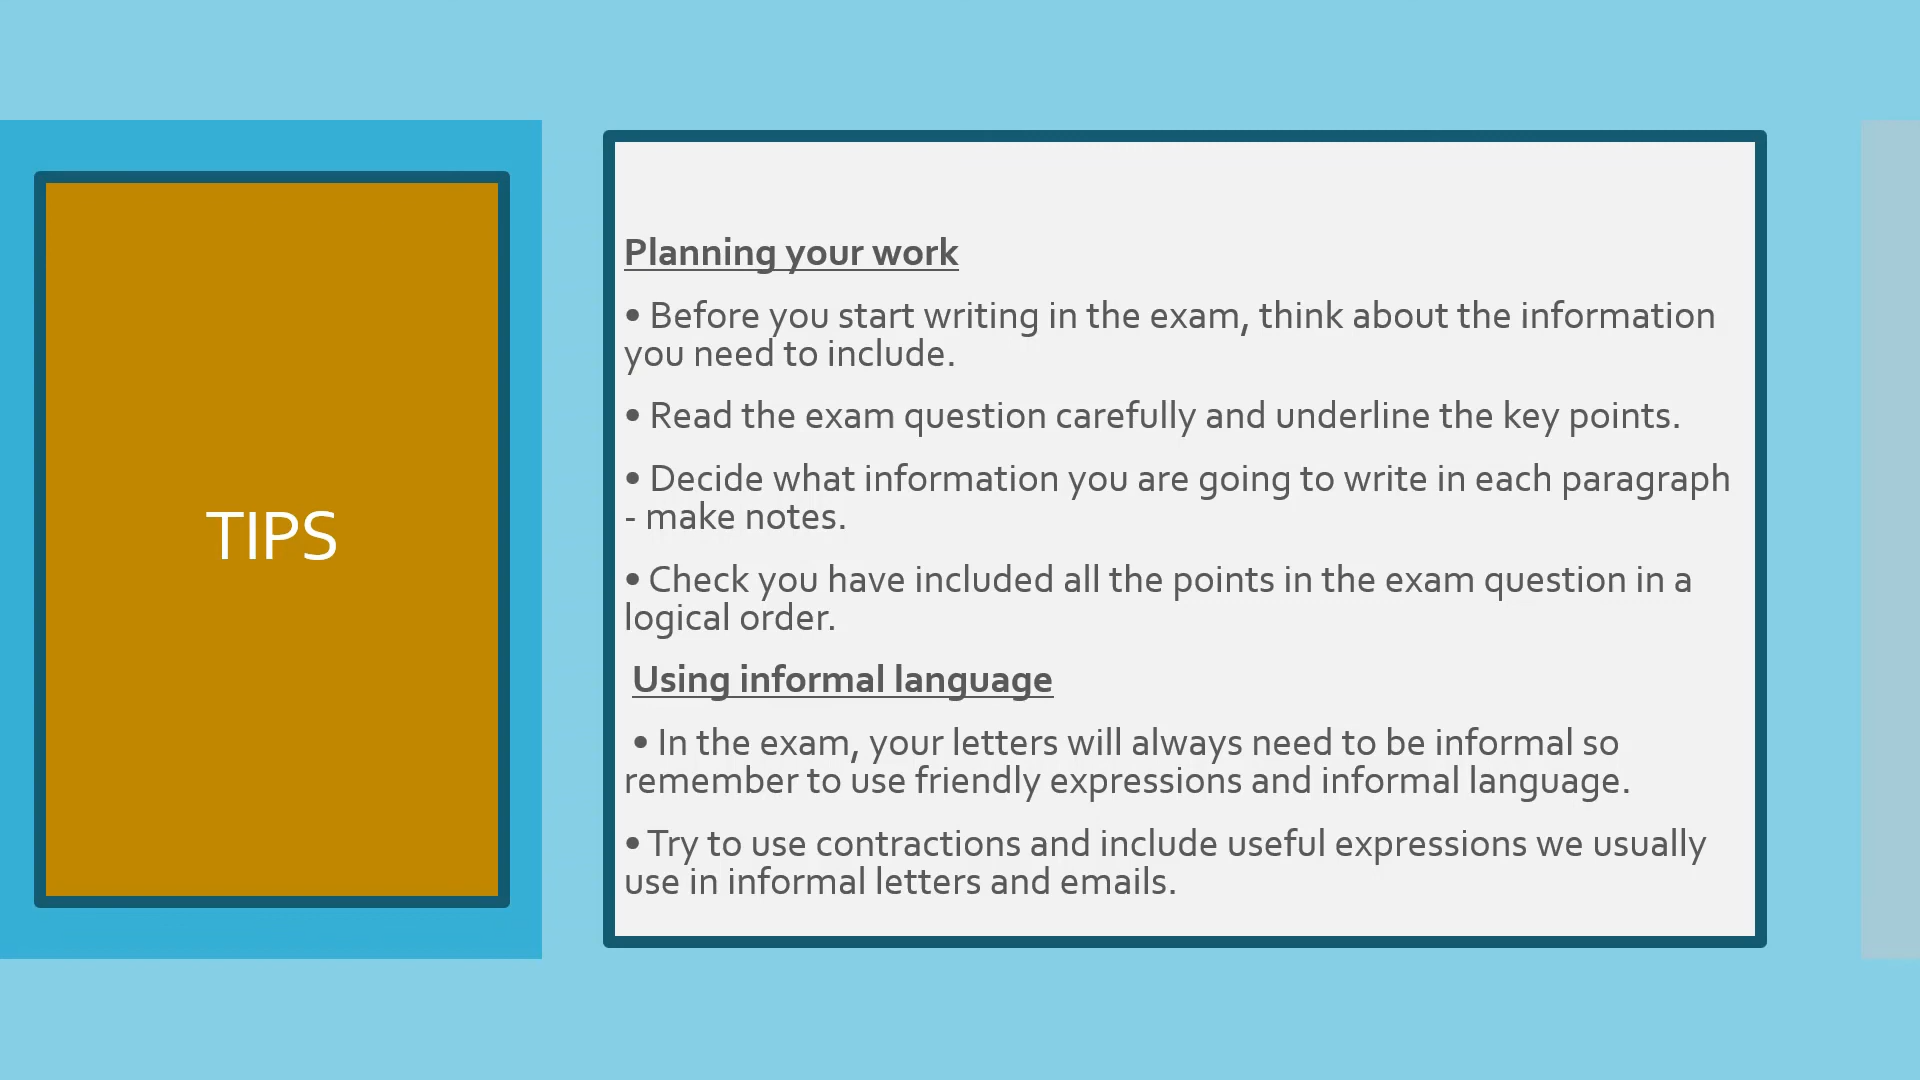 TIPS
Planning your work
• Before you start writing in the exam, think about the information
you need to include.
• Read the exam question carefully and underline the key points.
• Decide what information you are going to write in each paragraph
- make notes.
• Check you have included all the points in the exam question in a
logical order.
Using informal language
• In the exam, your letters will always need to be informal so
remember to use friendly expressions and informal language.
• Try to use contractions and include useful expressions we usually
use in informal letters and emails.